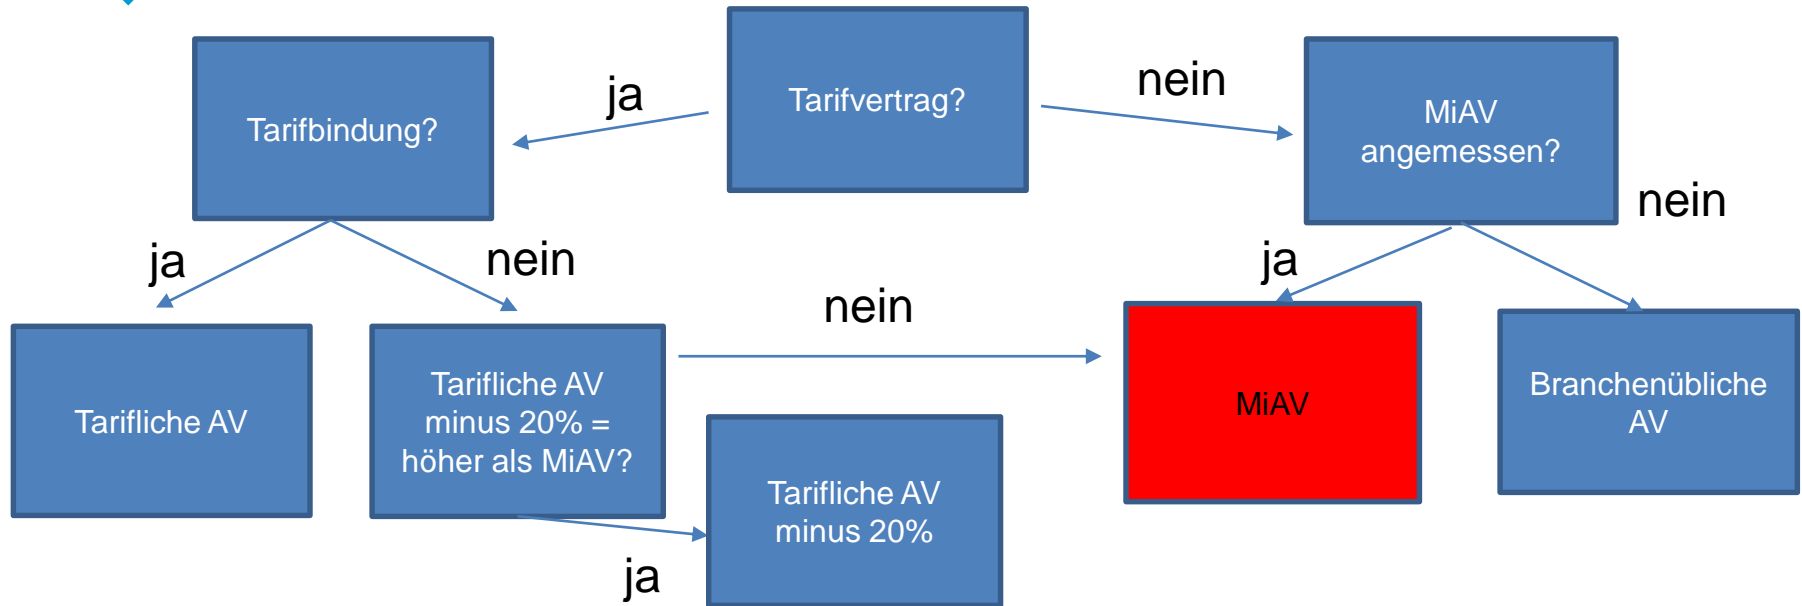 Tarifvertrag?
ja
nein
Tarifbindung?
MiAV
angemessen?
ja
nein
nein
ja
nein
Tarifliche AV
Tarifliche AV
minus 20% =
höher als MiAV?
ja
Tarifliche AV
minus 20%
MiAV
Branchenübliche
AV